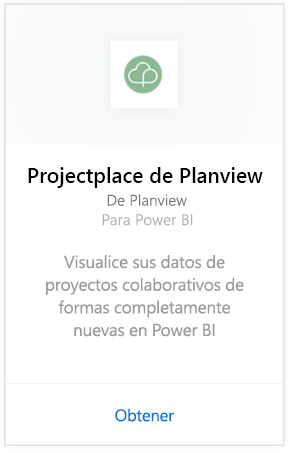 Projectplace de Planview
De Planview
Para Power BI
Visualice sus datos de
proyectos colaborativos de
formas completamente
nuevas en Power BI
Obtener